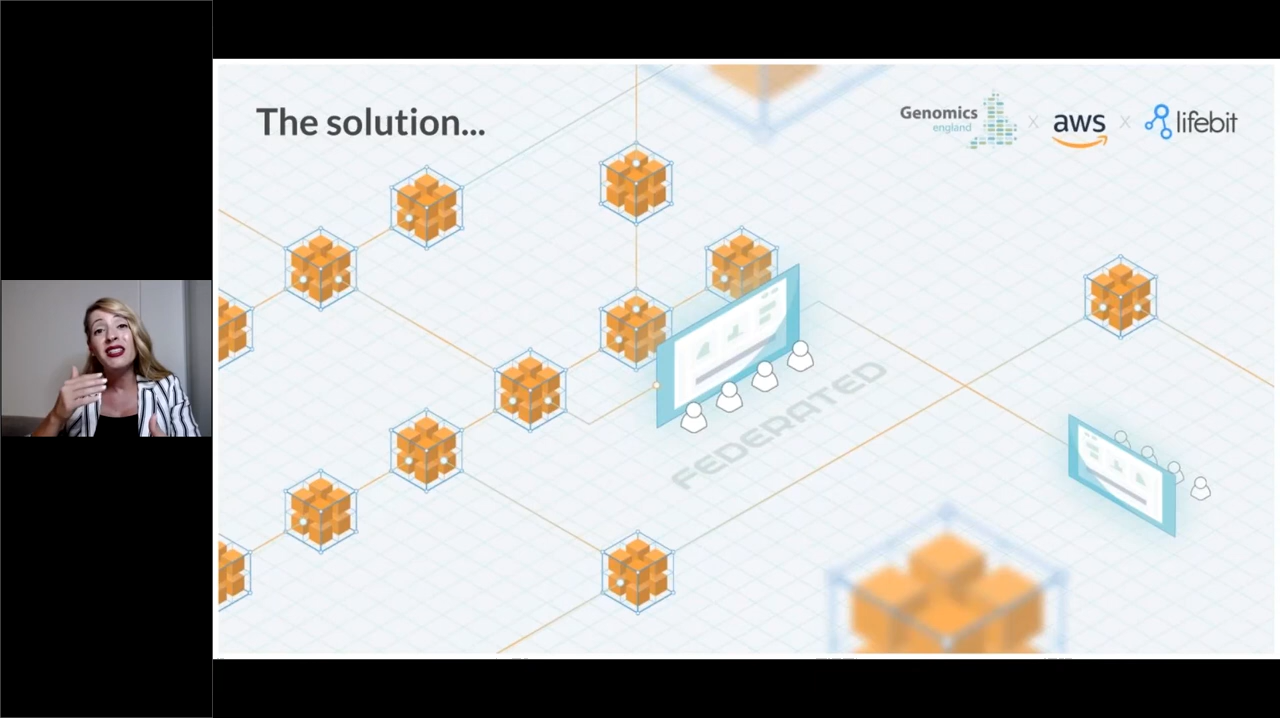 The solution...
Genomics
england
X
aws
X
lifebit
FEDERATED